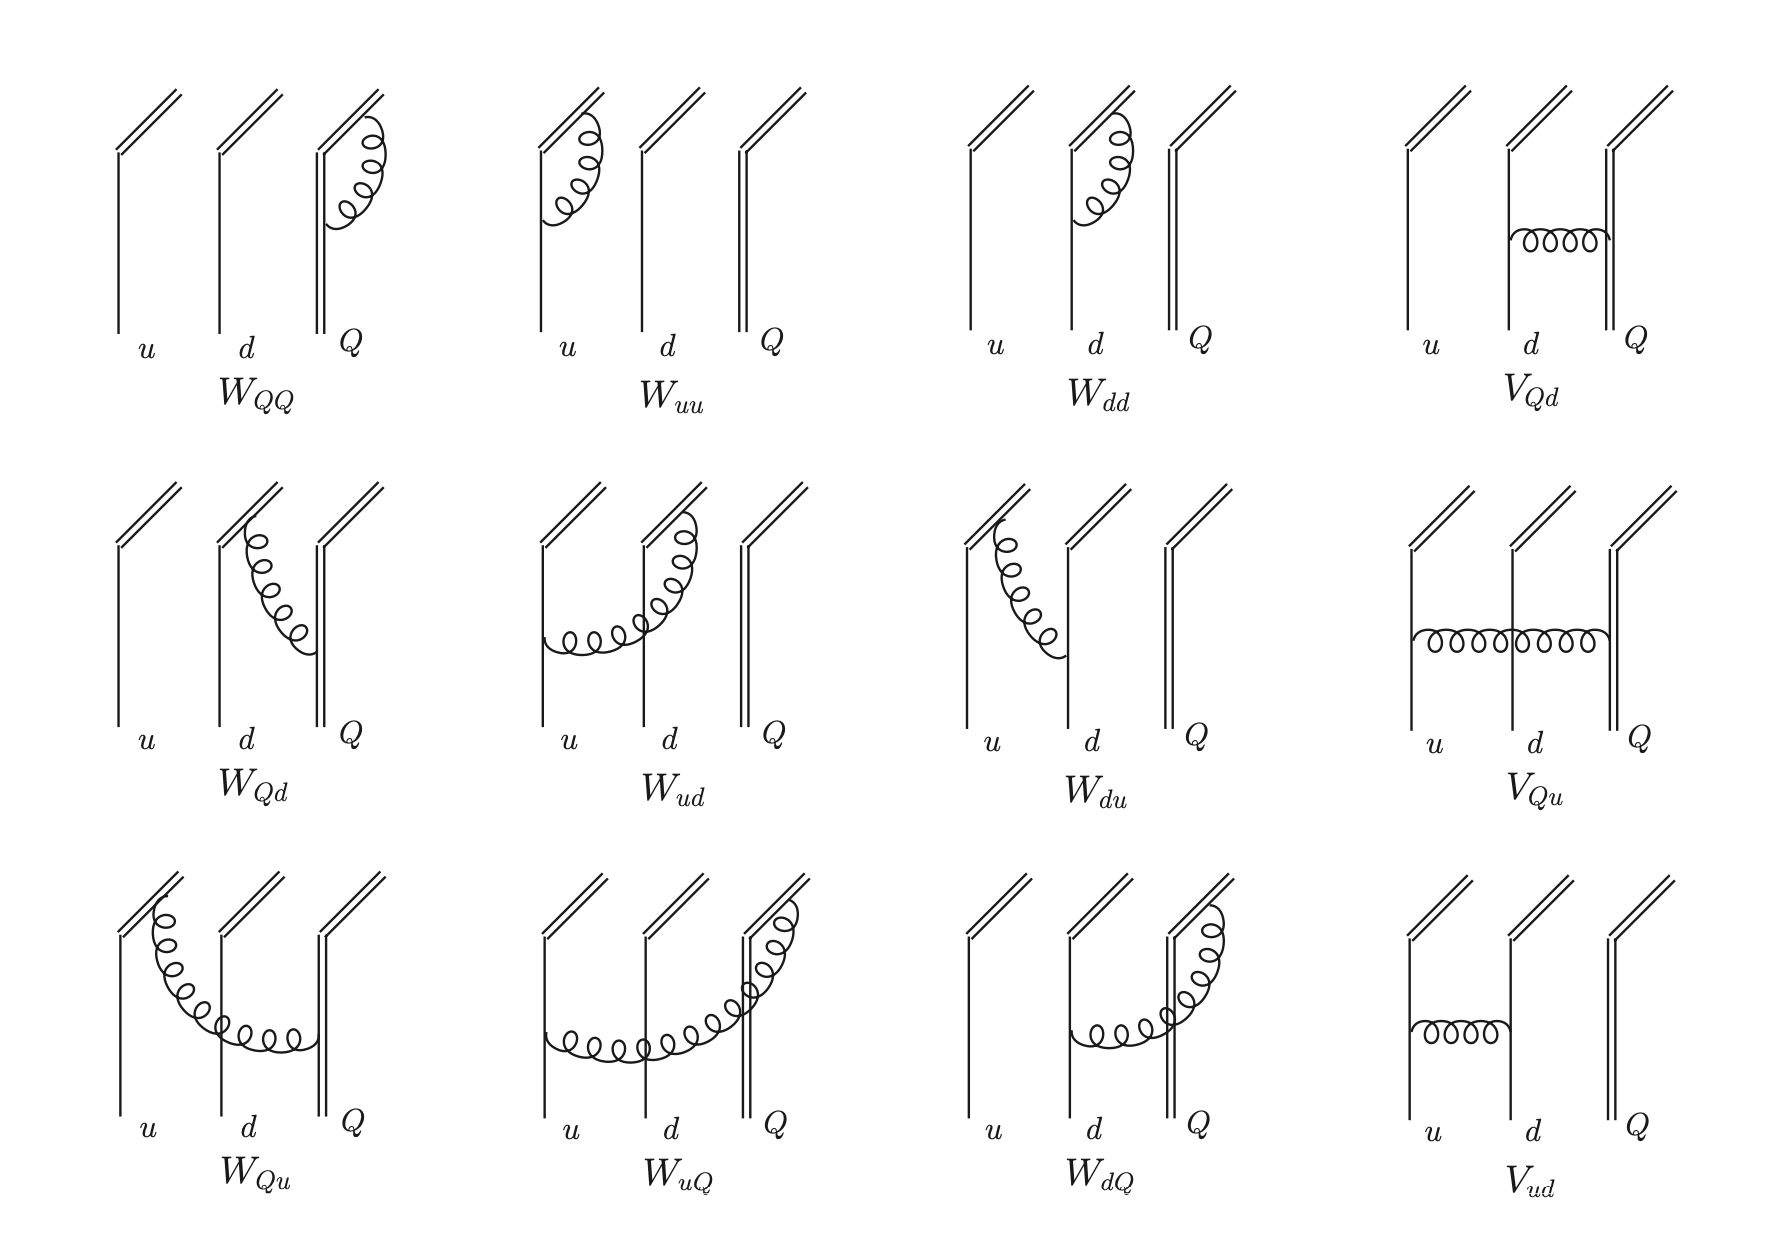 u d Q u d Q u d Q u d Q
W_{QQ} W_{uu} W_{dd} V_{Qd}
u d Q u d Q u d Q u d Q
W_{Qd} W_{ud} W_{du} V_{Qu}
u d Q u d Q u d Q u d Q
W_{Qu} W_{uQ} W_{dQ} V_{ud}